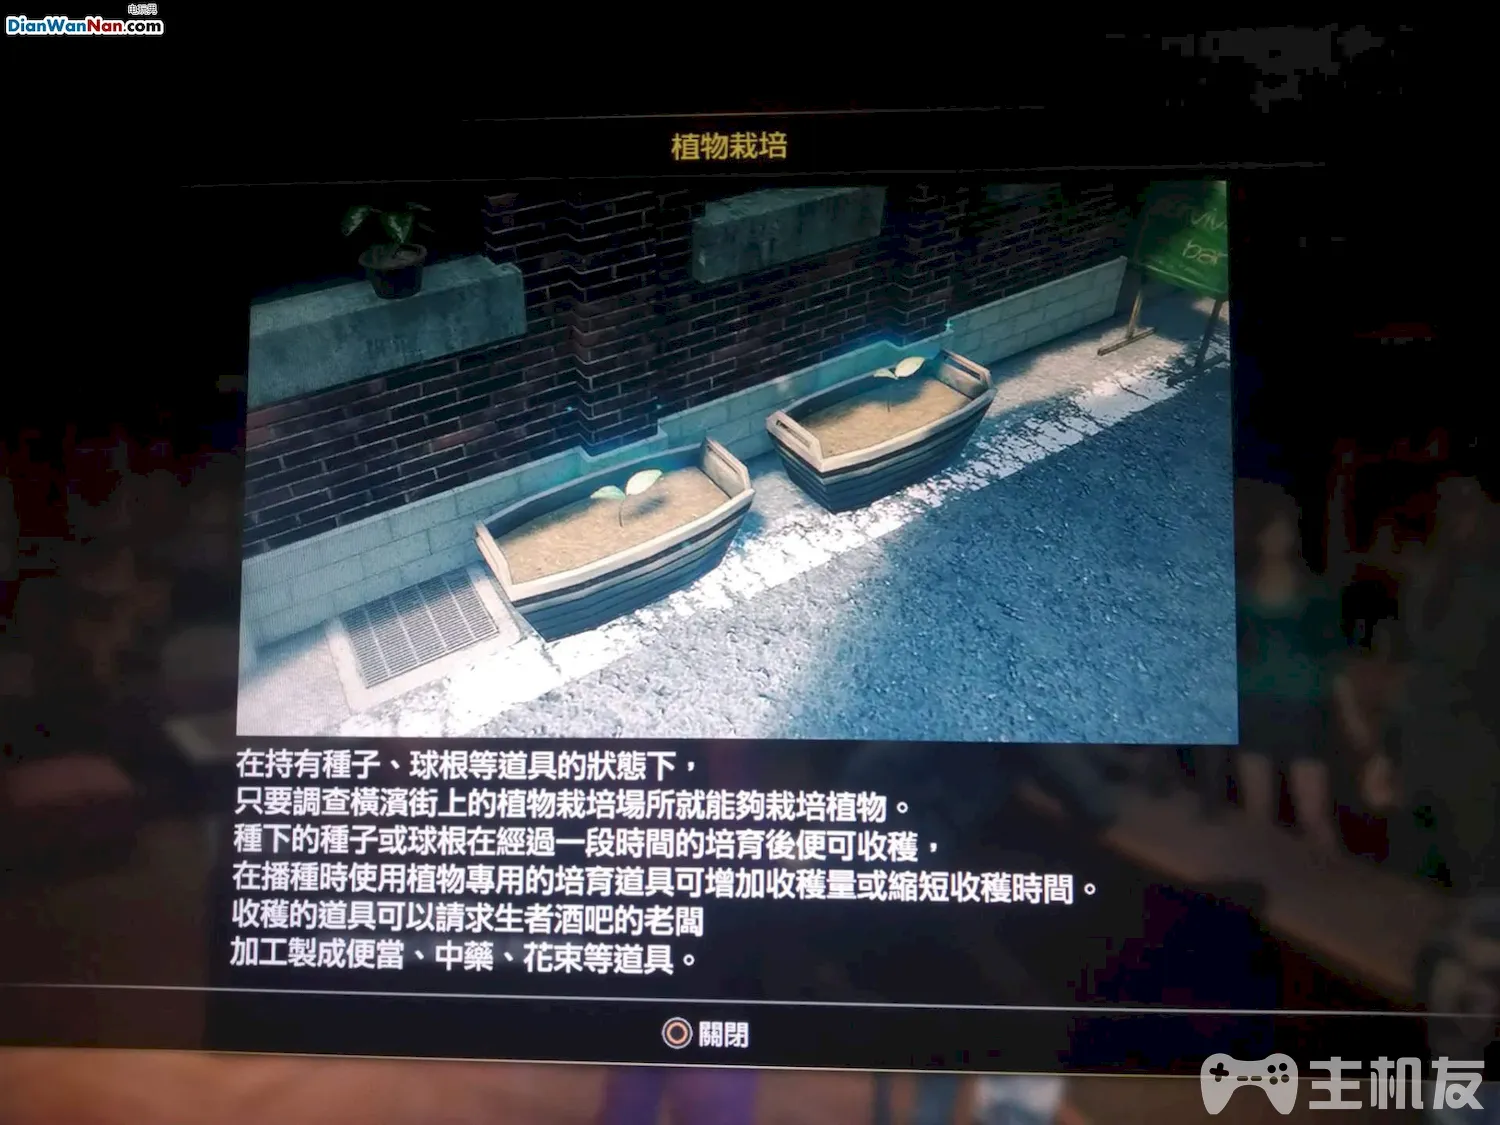 电玩男
DianWanNan.com
植物栽培
bar
在持有種子、球根等道具的狀態下，
只要調查橫濱街上的植物栽培場所就能夠栽培植物。
種下的種子或球根在經過一段時間的培育後便可收穫，
在播種時使用植物專用的培育道具可增加收穫量或縮短收穫時間。
收穫的道具可以請求生者酒吧的老闆
加工製成便當、中藥、花束等道具。
關閉
主机友